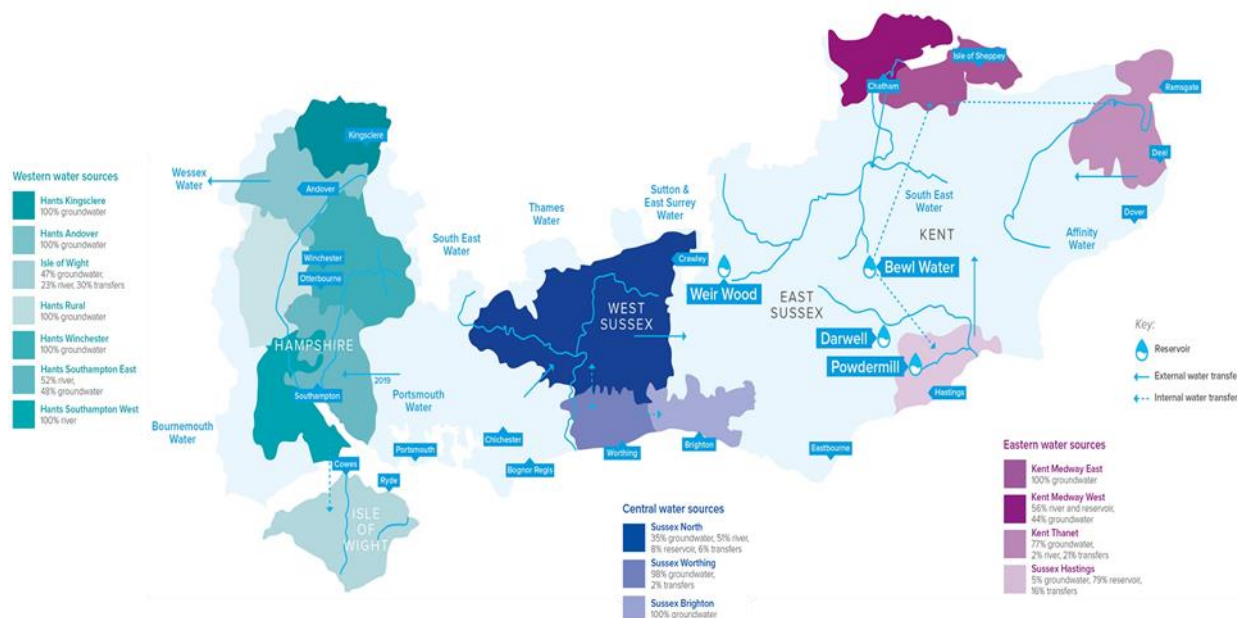 Western water sources
Hants Kingsclere
100% groundwater
Hants Andover
100% groundwater
Isle of Wight
47% groundwater,
23% river, 30% transfers
Hants Rural
100% groundwater
Hants Winchester
100% groundwater
Hants Southampton East
52% river,
48% groundwater
Hants Southampton West
100% river
Wessex
Water
Kingsclere
Andover
Winchester
Otterbourne
HAMPSHIRE
Southampton
2019
Bournemouth
Water
Portsmouth
Water
Cowes
Ryde
Portsmouth
ISLE
OF
WIGHT
South East
Water
Thames
Water
Sutton &
East Surrey
Water
Crawley
WEST
SUSSEX
Chichester
Bognor Regis
Worthing
Brighton
Weir Wood
EAST
SUSSEX
Darwell
Powdermill
Bewl Water
Hastings
Eastbourne
Chatham
Isle of Sheppey
South East
Water
KENT
Affinity
Water
Ramsgate
Deal
Dover
Key:
Reservoir
External water transfer
Internal water transfer
Central water sources
Sussex North
35% groundwater, 51% river,
8% reservoir, 6% transfers
Sussex Worthing
98% groundwater,
2% transfers
Sussex Brighton
100% groundwater
Eastern water sources
Kent Medway East
100% groundwater
Kent Medway West
56% river and reservoir,
44% groundwater
Kent Thanet
77% groundwater,
2% river, 21% transfers
Sussex Hastings
5% groundwater, 79% reservoir,
16% transfers